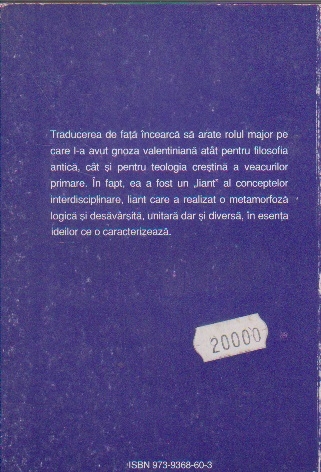 Traducerea de față încearcă să arate rolul major pe
care l-a avut gnoza valentiniană atât pentru filosofia
antică, cât și pentru teologia creștină a veacurilor
primare. În fapt, ea a fost un „liant” al conceptelor
interdisciplinare, liant care a realizat o metamorfoză
logică și desăvârșită, unitară dar și diversă, în esența
ideilor ce o caracterizează.
20000
ISBN 973-9368-60-3